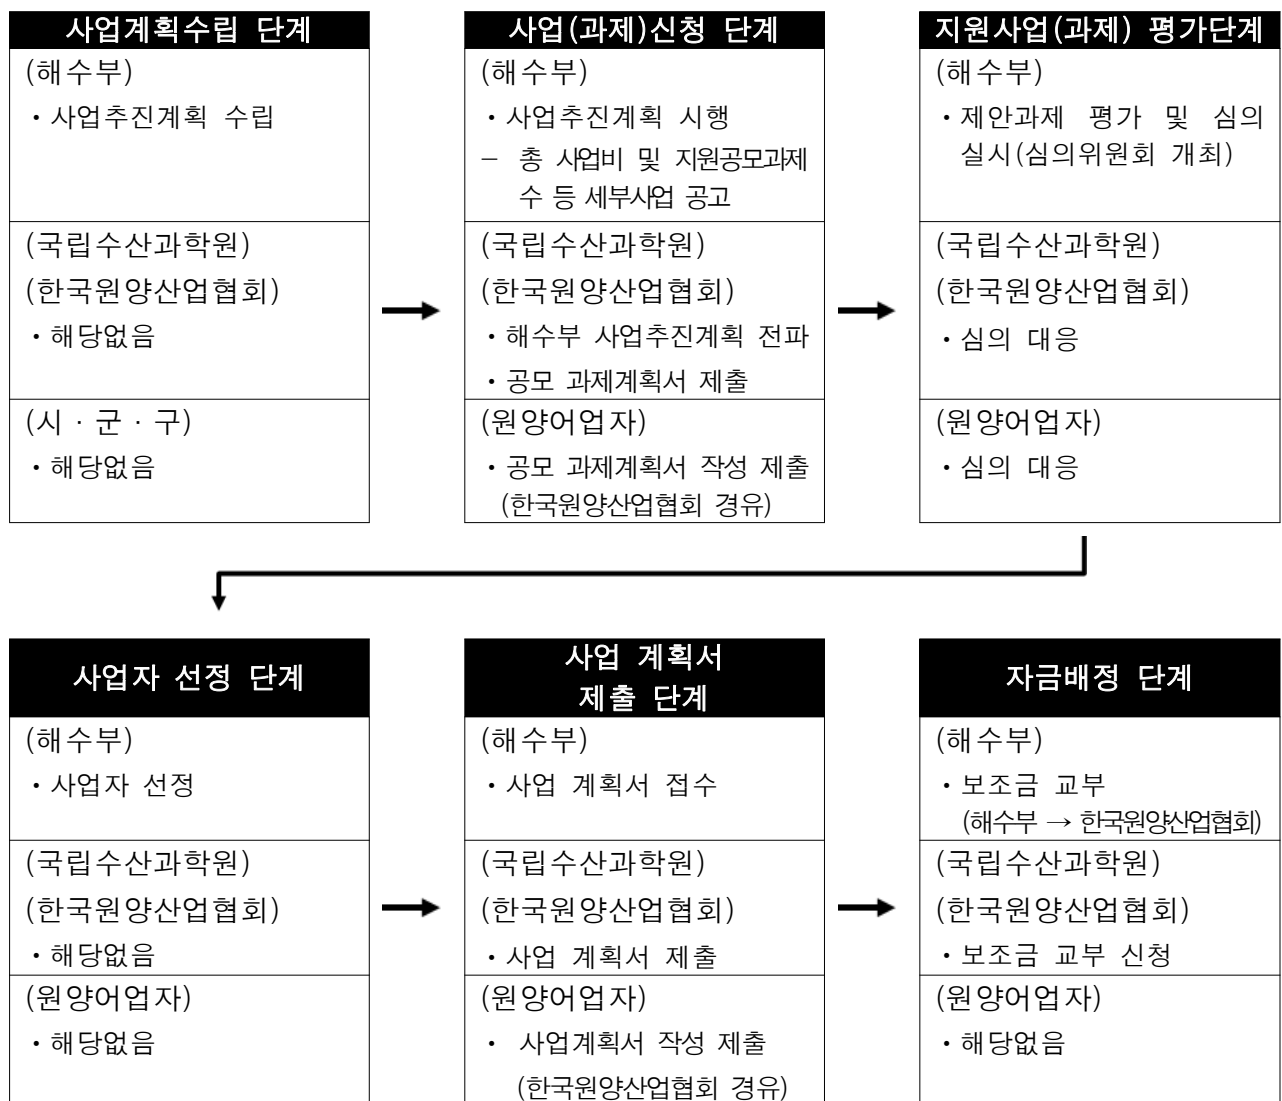 사업계획수립 단계
(해수부)
・사업추진계획 수립
(국립수산과학원)
(한국원양산업협회)
・해당없음
(시・군・구)
・해당없음
사업(과제)신청 단계
(해수부)
・사업추진계획 시행
－ 총 사업비 및 지원공모과제
수 등 세부사업 공고
(국립수산과학원)
(한국원양산업협회)
・해수부 사업추진계획 전파
・공모 과제계획서 제출
(원양어업자)
・공모 과제계획서 작성 제출
(한국원양산업협회 경유)
지원사업(과제) 평가단계
(해수부)
・제안과제 평가 및 심의
실시(심의위원회 개최)
(국립수산과학원)
(한국원양산업협회)
・심의 대응
(원양어업자)
・심의 대응
사업자 선정 단계
(해수부)
・사업자 선정
(국립수산과학원)
(한국원양산업협회)
・해당없음
(원양어업자)
・해당없음
사업 계획서
제출 단계
(해수부)
・사업 계획서 접수
(국립수산과학원)
(한국원양산업협회)
・사업 계획서 제출
(원양어업자)
・ 사업계획서 작성 제출
(한국원양산업협회 경유)
자금배정 단계
(해수부)
・보조금 교부
(해수부 → 한국원양산업협회)
(국립수산과학원)
(한국원양산업협회)
・보조금 교부 신청
(원양어업자)
・해당없음